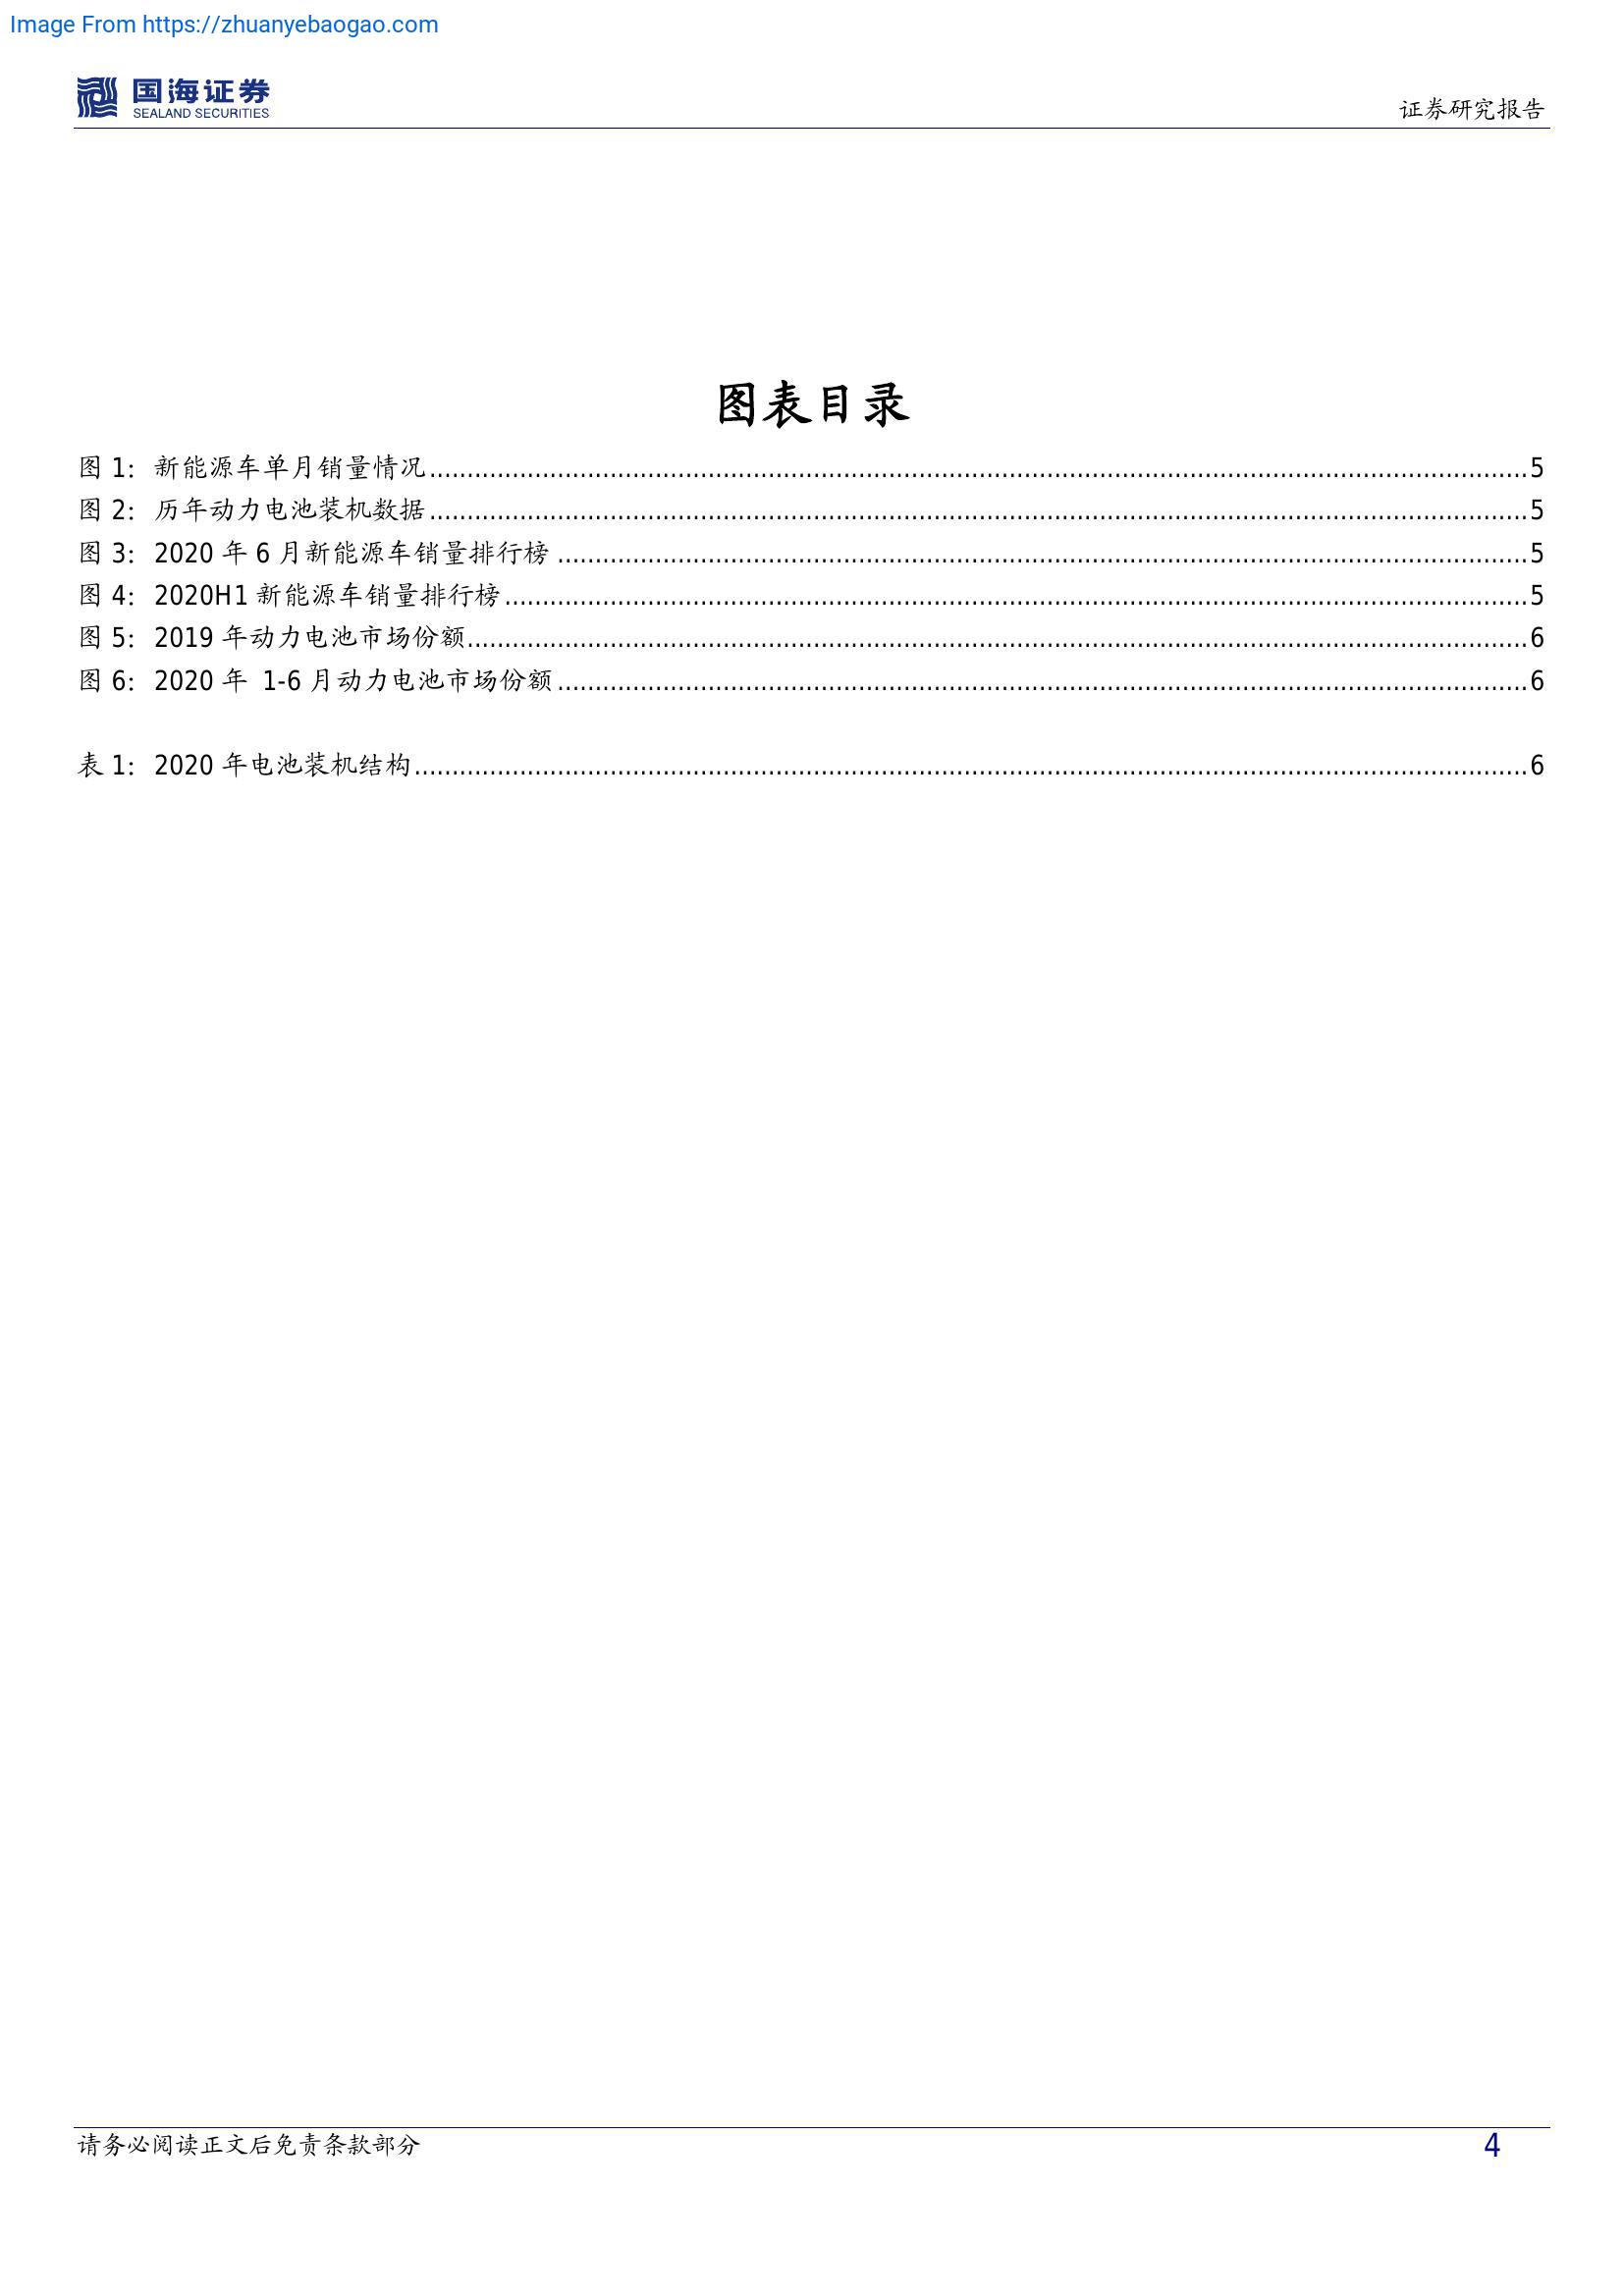 Image From https://zhuanyebaogao.com
国海证券
SEALAND SECURITIES
证券研究报告
图表目录
图 1：新能源车单月销量情况 5
图 2：历年动力电池装机数据 5
图 3：2020 年 6 月新能源车销量排行榜 5
图 4：2020H1 新能源车销量排行榜 5
图 5：2019 年动力电池市场份额 6
图 6：2020 年 1-6 月动力电池市场份额 6
表 1：2020 年电池装机结构 6
请务必阅读正文后免责条款部分 4